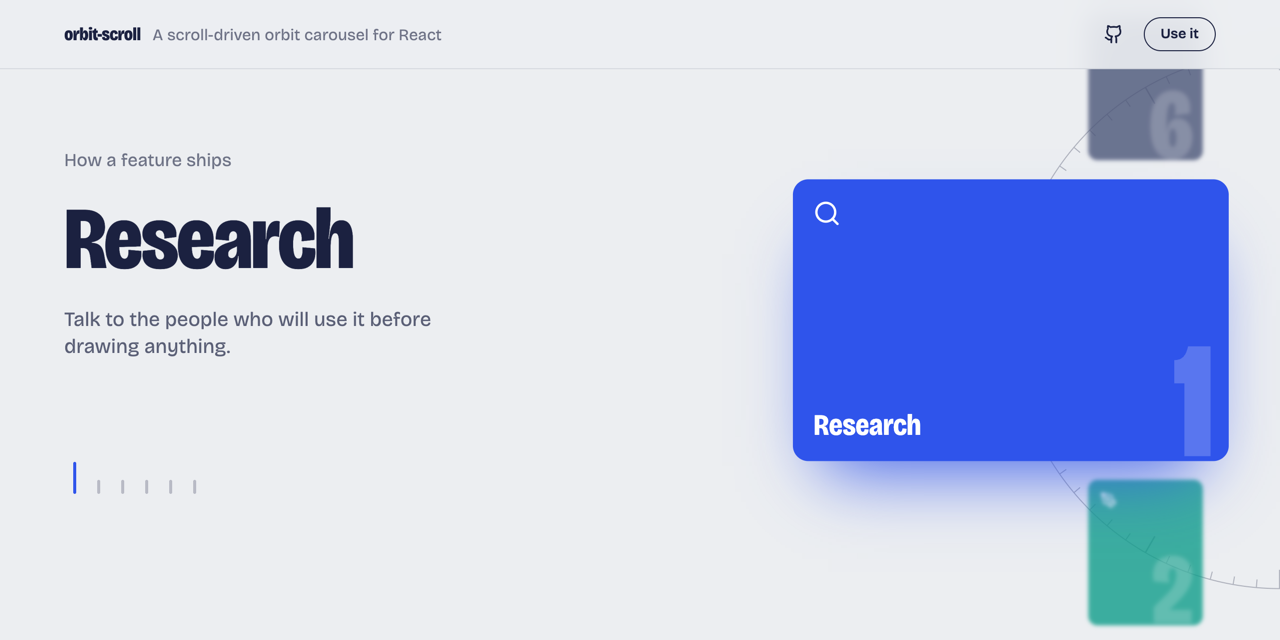 orbit-scroll A scroll-driven orbit carousel for React
Use it
6
How a feature ships
Research
Talk to the people who will use it before
drawing anything.
1
Research
2